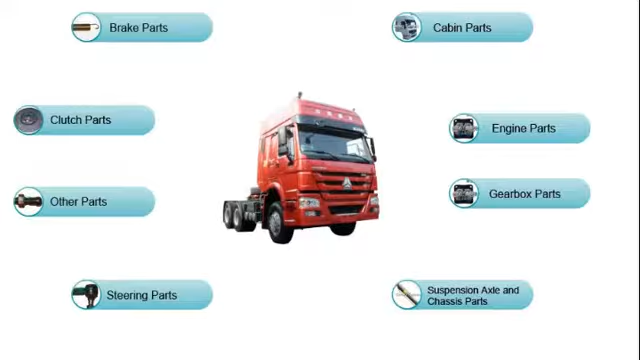 Brake Parts
Cabin Parts
Clutch Parts
Engine Parts
Other Parts
Gearbox Parts
Steering Parts
Suspension Axle and
Chassis Parts